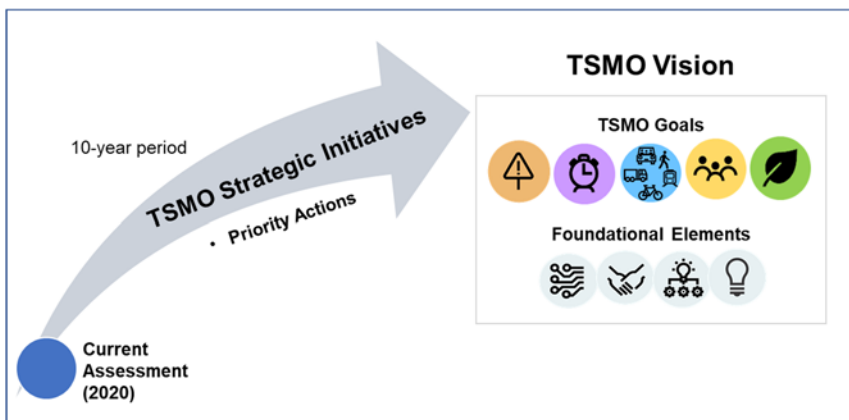 TSMO Vision
TSMO Goals
Foundational Elements
10-year period
TSMO Strategic Initiatives
• Priority Actions
Current
Assessment
(2020)